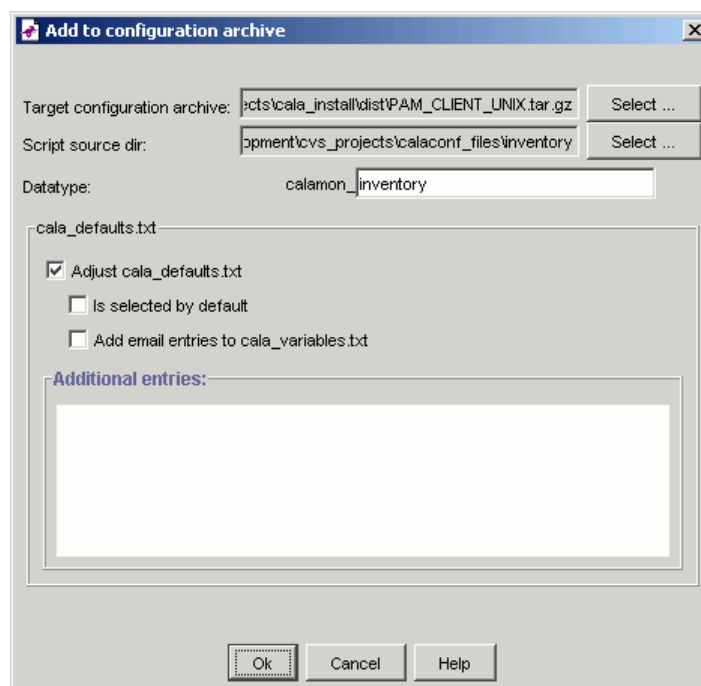 Add to configuration archive
Target configuration archive: ects\cala_install\dist\PAM_CLIENT_UNIX.tar.gz Select ...
Script source dir: opment\cvs_projects\calaconf_files\inventory Select ...
Datatype: calamon_inventory
cala_defaults.txt
Adjust cala_defaults.txt
Is selected by default
Add email entries to cala_variables.txt
Additional entries:
Ok Cancel Help